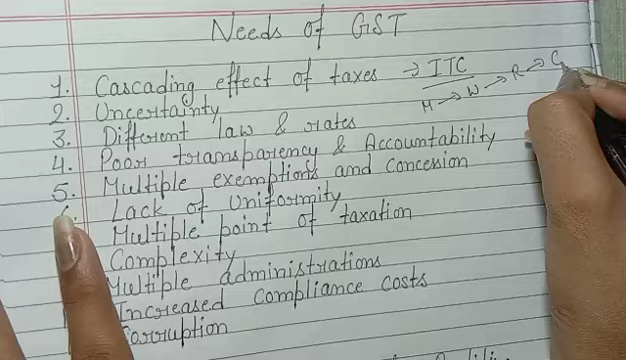 Needs of GST
1. Cascading effect of taxes → ITC
M → W → R → C
2. Uncertainty
3. Different law & rates
4. Poor transparency & Accountability
5. Multiple exemptions and concession
Lack of Uniformity
Multiple point of taxation
Complexity
Multiple administrations
Increased compliance costs
Corruption